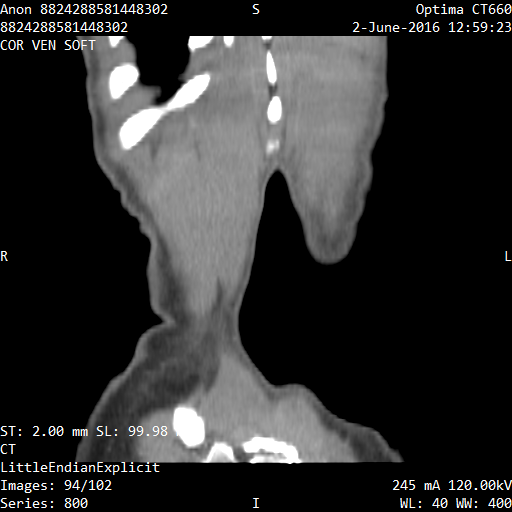 Anon 8824288581448302 S Optima CT660
8824288581448302 2-June-2016 12:59:23
COR VEN SOFT
R L
ST: 2.00 mm SL: 99.98
CT
LittleEndianExplicit
Images: 94/102 245 mA 120.00kV
Series: 800 I WL: 40 WW: 400